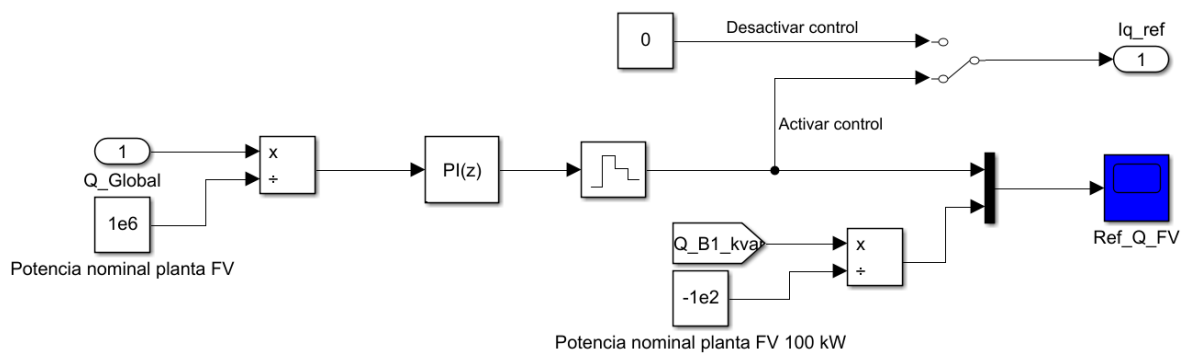 0
Desactivar control
Iq_ref
1
Activar control
1
Q_Global
x
÷
PI(z)
1e6
Potencia nominal planta FV
Ref_Q_FV
Q_B1_kvar
x
÷
-1e2
Potencia nominal planta FV 100 kW